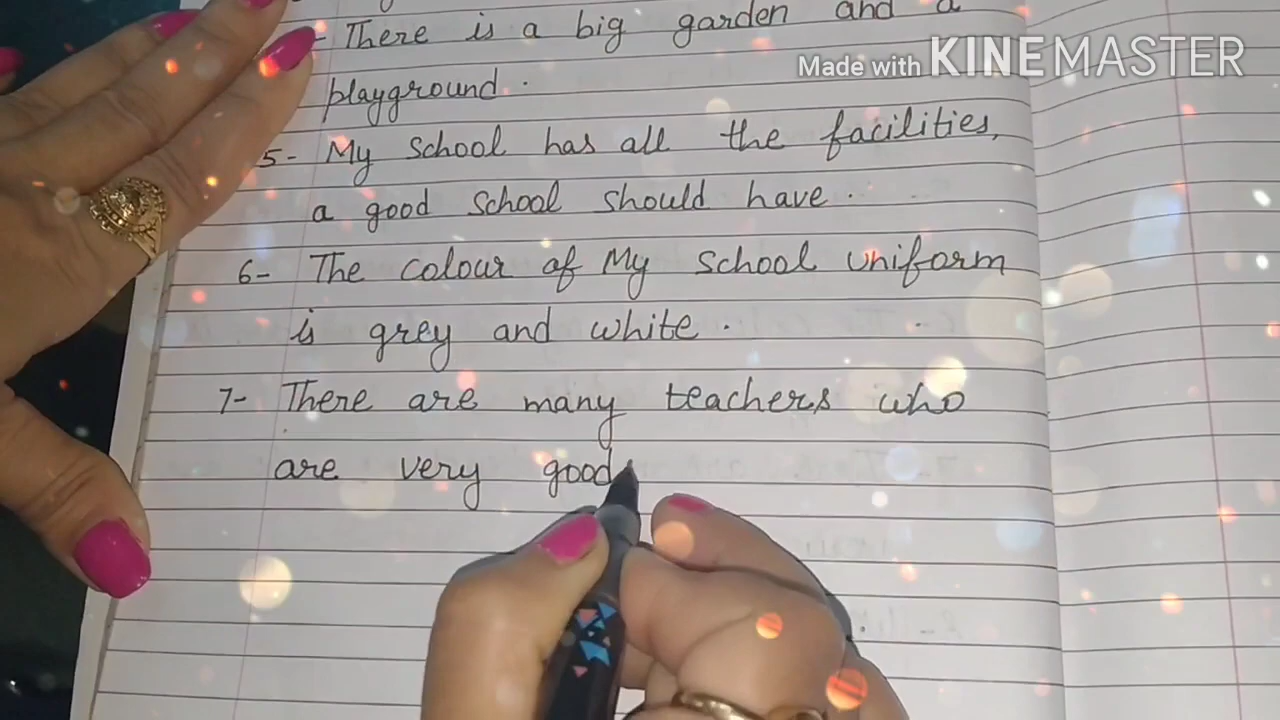 There is a big garden and a
Made with KINEMASTER
playground.
5- My school has all the facilities,
a good school should have.
6- The colour of My school uniform
is grey and white.
7- There are many teachers who
are very good